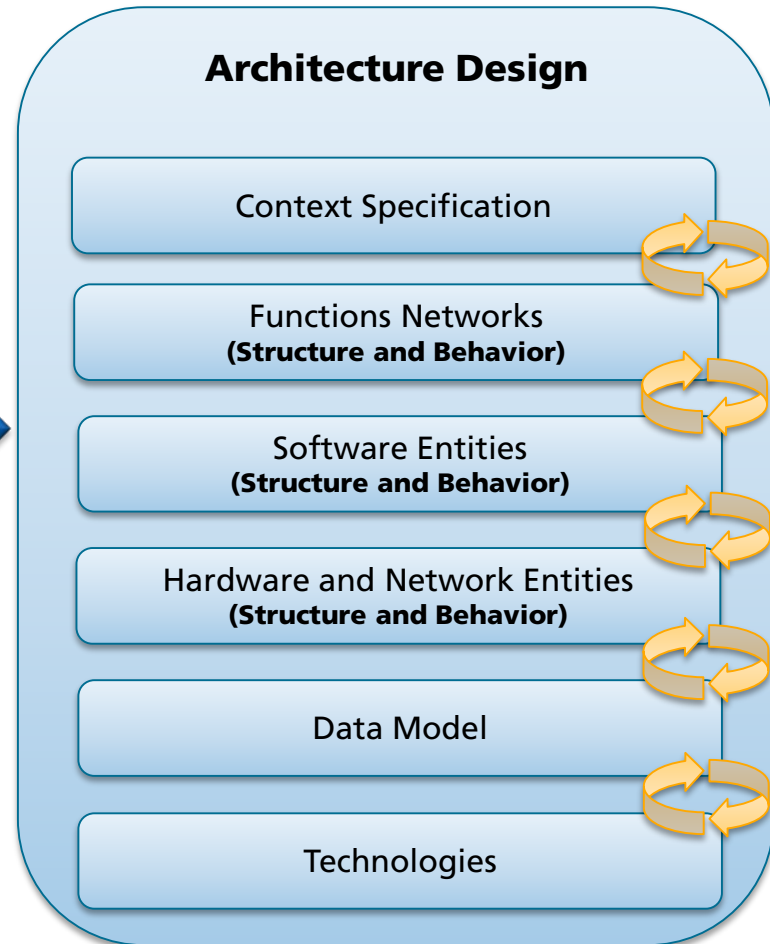 Architecture Design
Context Specification
Functions Networks
(Structure and Behavior)
Software Entities
(Structure and Behavior)
Hardware and Network Entities
(Structure and Behavior)
Data Model
Technologies